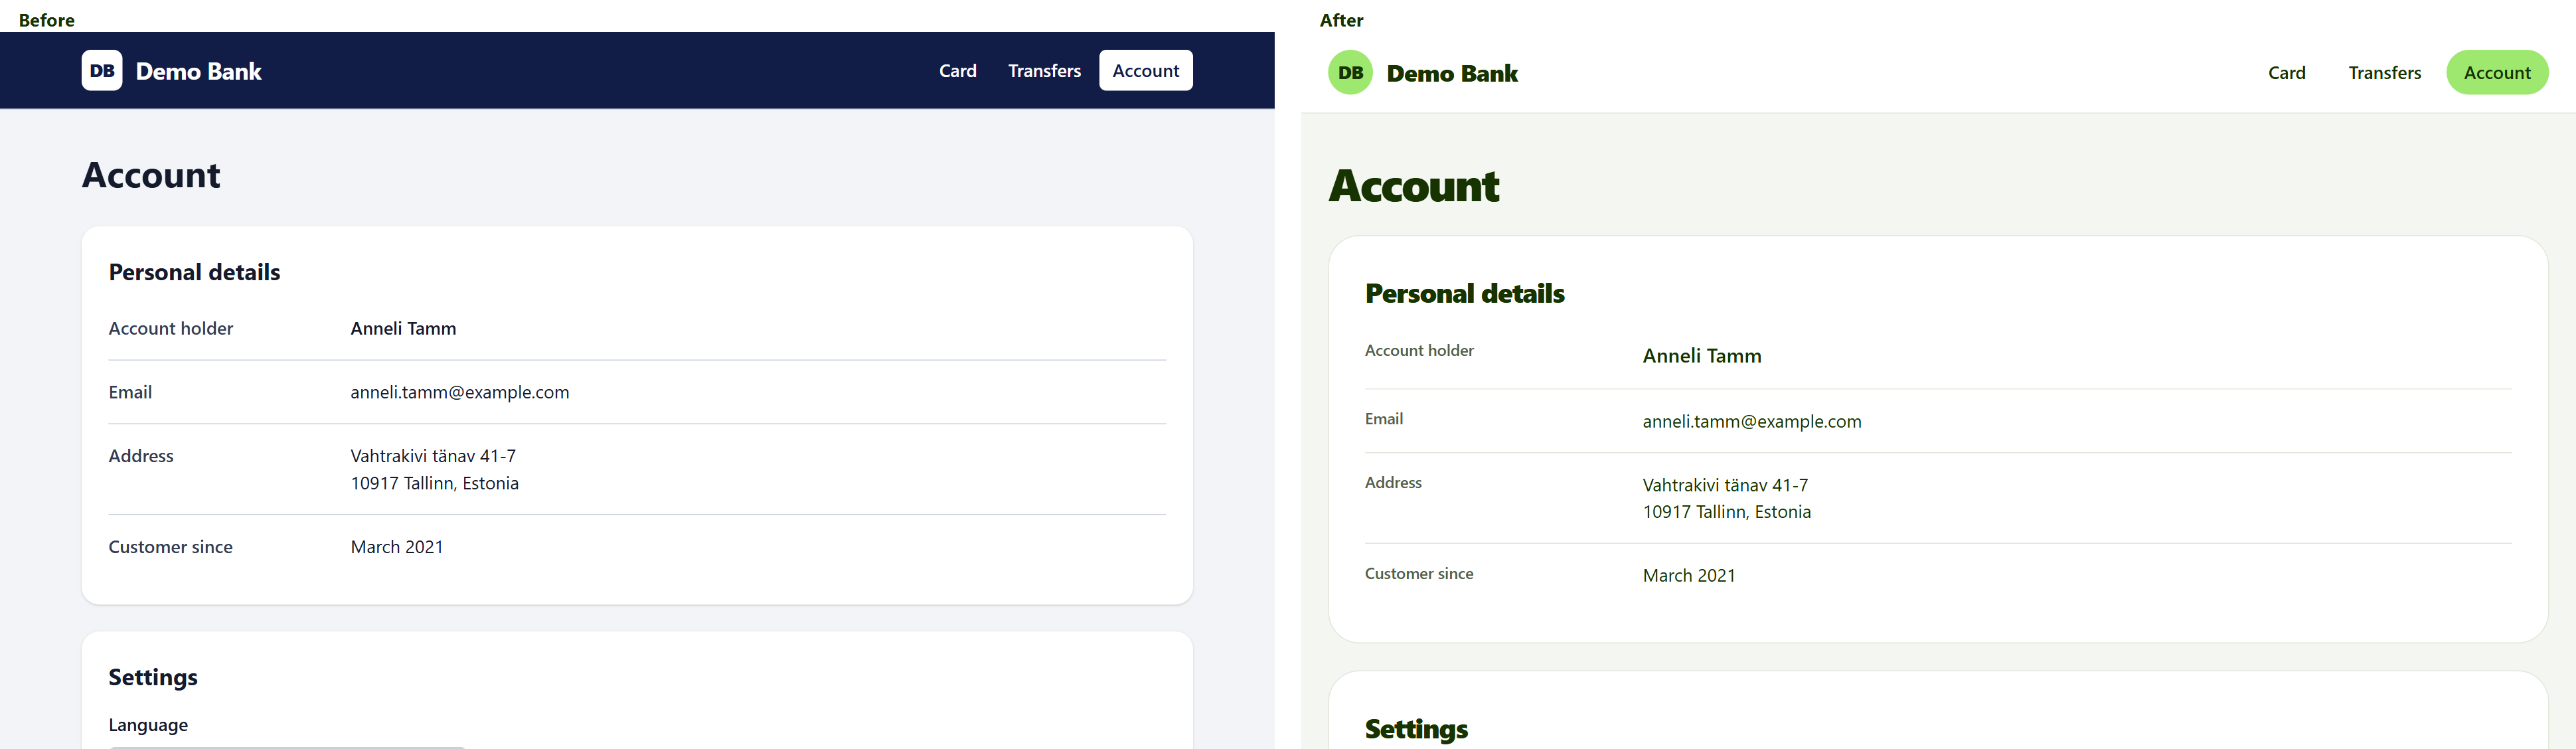 Before
DB Demo Bank Card Transfers Account
Account
Personal details
Account holder Anneli Tamm
Email anneli.tamm@example.com
Address Vahtrakivi tänav 41-7
10917 Tallinn, Estonia
Customer since March 2021
Settings
Language
After
DB Demo Bank Card Transfers Account
Account
Personal details
Account holder Anneli Tamm
Email anneli.tamm@example.com
Address Vahtrakivi tänav 41-7
10917 Tallinn, Estonia
Customer since March 2021
Settings